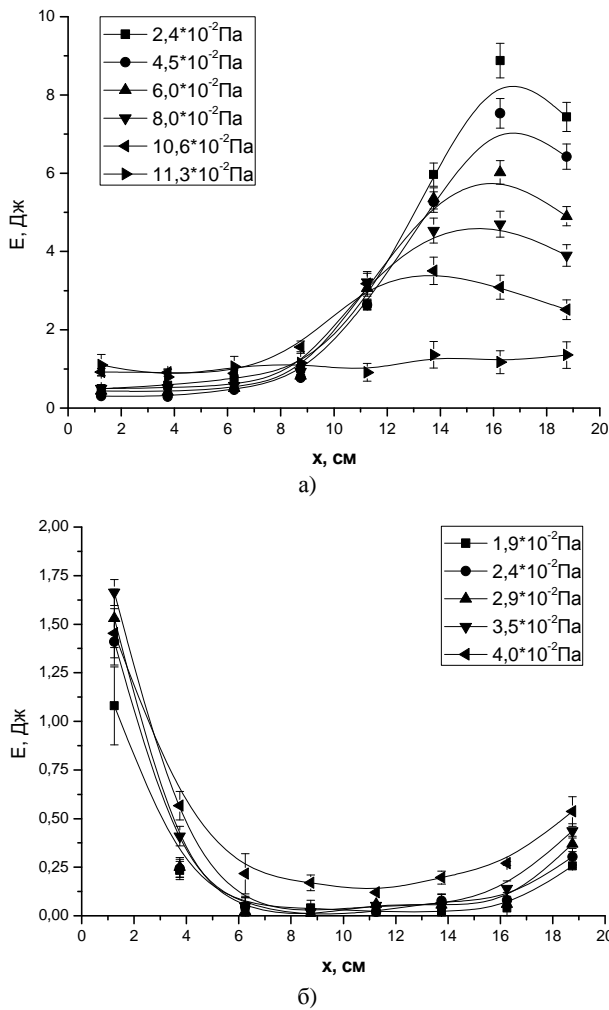 10
8
6
4
2
0
E, Дж
2,4*10⁻²Па
4,5*10⁻²Па
6,0*10⁻²Па
8,0*10⁻²Па
10,6*10⁻²Па
11,3*10⁻²Па
0 2 4 6 8 10 12 14 16 18 20
x, см
а)
2,00
1,75
1,50
1,25
1,00
0,75
0,50
0,25
0,00
E, Дж
1,9*10⁻²Па
2,4*10⁻²Па
2,9*10⁻²Па
3,5*10⁻²Па
4,0*10⁻²Па
0 2 4 6 8 10 12 14 16 18 20
x, см
б)